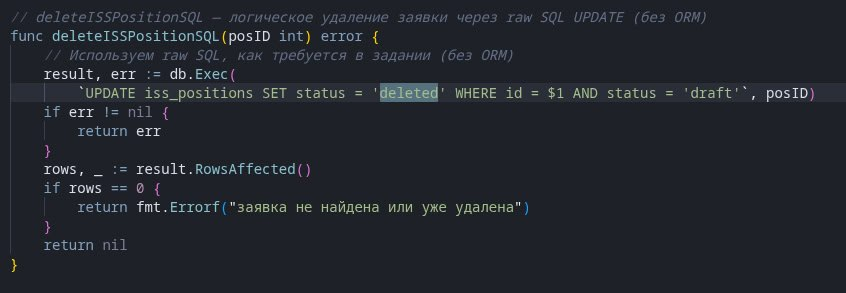 // deleteISSPositionSQL — логическое удаление заявки через raw SQL UPDATE (без ORM)
func deleteISSPositionSQL(posID int) error {
    // Используем raw SQL, как требуется в задании (без ORM)
    result, err := db.Exec(
        `UPDATE iss_positions SET status = 'deleted' WHERE id = $1 AND status = 'draft'`, posID)
    if err != nil {
        return err
    }
    rows, _ := result.RowsAffected()
    if rows == 0 {
        return fmt.Errorf("заявка не найдена или уже удалена")
    }
    return nil
}